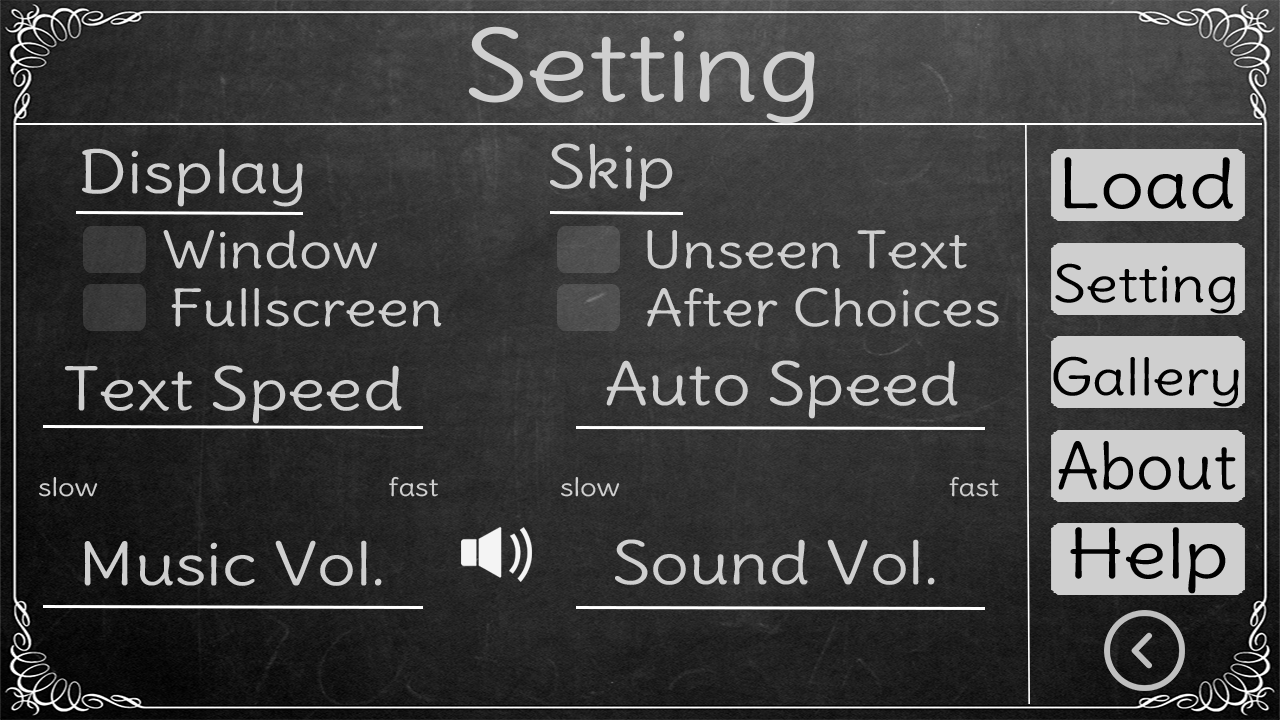 Setting
Display
Window
Fullscreen
Skip
Unseen Text
After Choices
Text Speed
slow fast
Auto Speed
slow fast
Music Vol.
Sound Vol.
Load
Setting
Gallery
About
Help